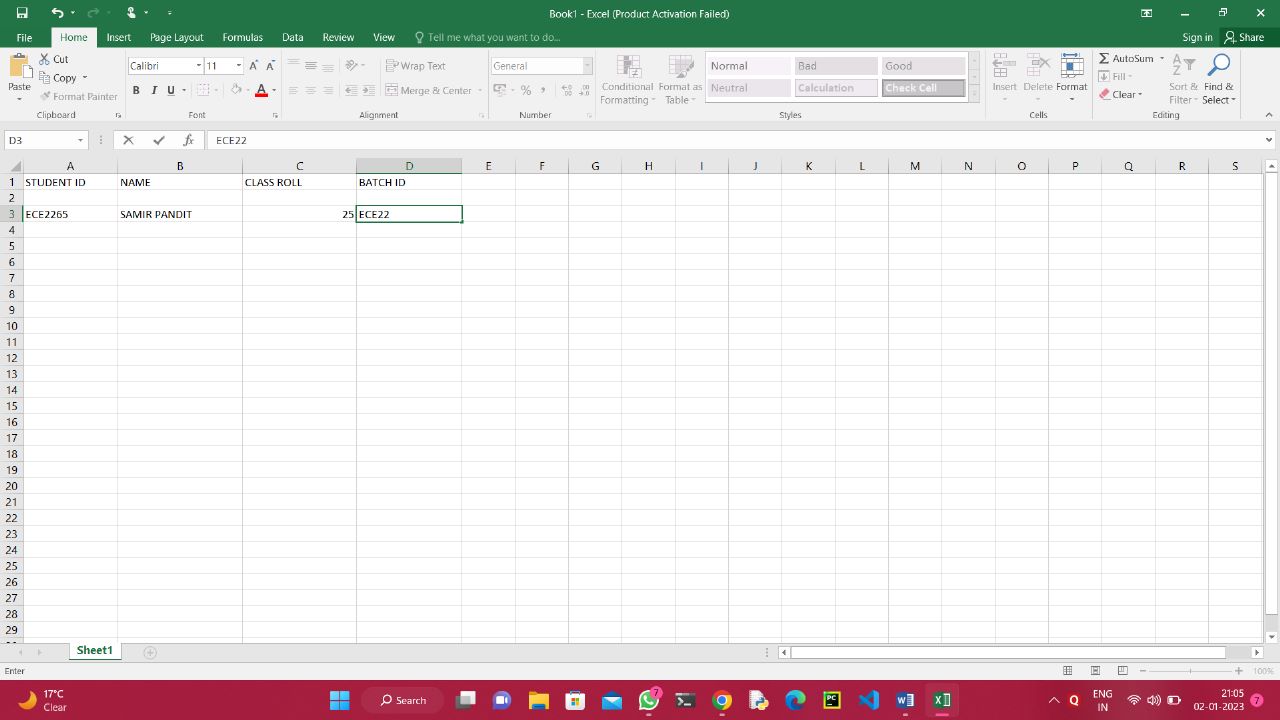 Book1 - Excel (Product Activation Failed)
File Home Insert Page Layout Formulas Data Review View Tell me what you want to do... Sign in Share
Paste Cut Copy Format Painter Clipboard
Calibri 11 A A B I U A Font
Wrap Text Merge & Center Alignment
General % , Number
Conditional Formatting Format as Table
Normal Bad Good
Neutral Calculation Check Cell
Styles
Insert Delete Format Cells
AutoSum Fill Clear Sort & Filter Find & Select Editing
D3 fx ECE22
A B C D E F G H I J K L M N O P Q R S
1 STUDENT ID NAME CLASS ROLL BATCH ID
2
3 ECE2265 SAMIR PANDIT 25 ECE22
4
5
6
7
8
9
10
11
12
13
14
15
16
17
18
19
20
21
22
23
24
25
26
27
28
29
Sheet1
Enter 100%
17°C
Clear
Search 7 PC
Q ENG IN 21:05 02-01-2023 7